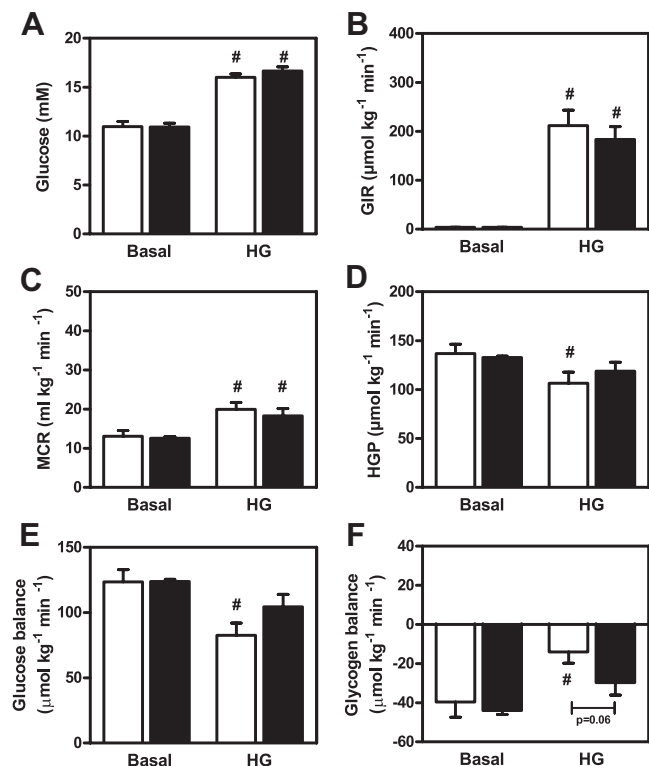 A
Glucose (mM)
20
15
10
5
0
# #
Basal HG
B
GIR (µmol kg-1 min-1)
400
300
200
100
0
# #
Basal HG
C
MCR (ml kg-1 min -1)
50
40
30
20
10
0
# #
Basal HG
D
HGP (µmol kg-1 min-1)
200
150
100
50
0
#
Basal HG
E
Glucose balance
(µmol kg-1 min -1)
150
100
50
0
#
Basal HG
F
Glycogen balance
(µmol kg-1 min -1)
40
20
0
-20
-40
-60
#
p=0.06
Basal HG